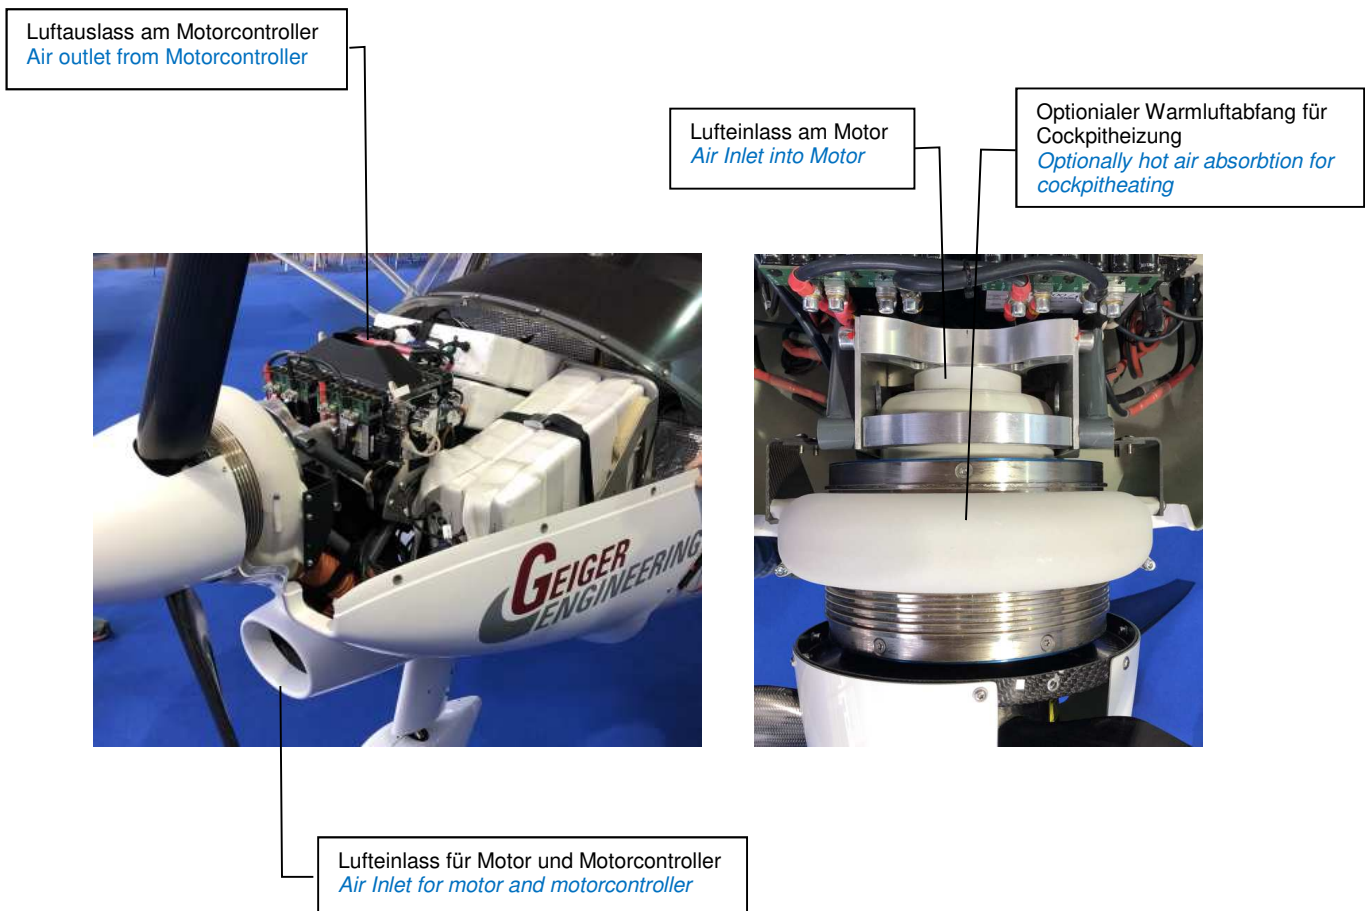 Luftauslass am Motorcontroller
Air outlet from Motorcontroller
Lufteinlass am Motor
Air Inlet into Motor
Optionialer Warmluftabfang für
Cockpitheizung
Optionally hot air absorbtion for
cockpitheating
GEIGER
ENGINEERING
Lufteinlass für Motor und Motorcontroller
Air Inlet for motor and motorcontroller